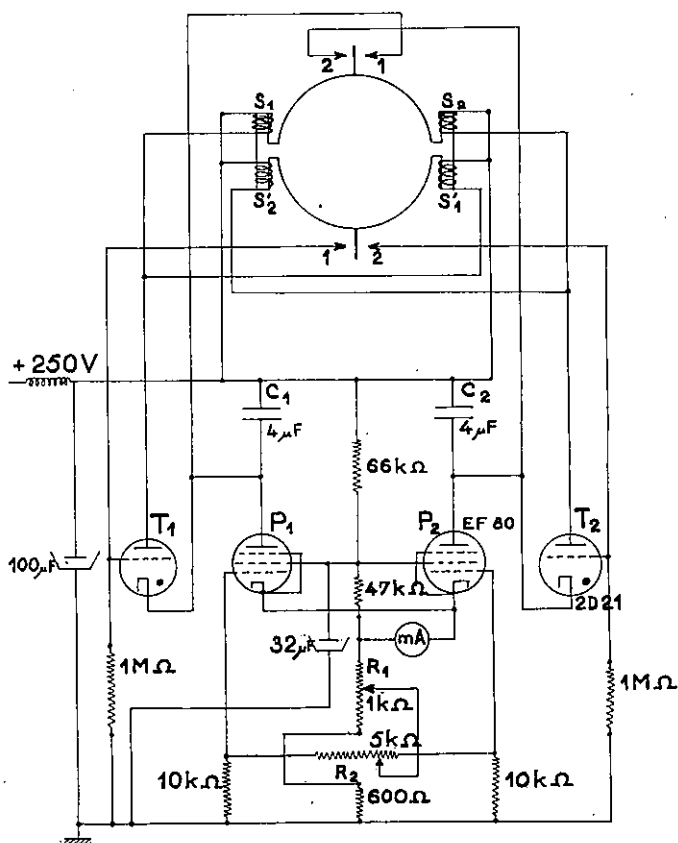 2 1
S₁ S₂
S'₂ S'₁
1 2
+250V
C₁ C₂
4µF 4µF
66kΩ
T₁ P₁ P₂ EF 80 T₂
100µF
47kΩ
2D21
32µF
mA
1MΩ R₁ 1MΩ
1kΩ
5kΩ
R₂
10kΩ 600Ω 10kΩ